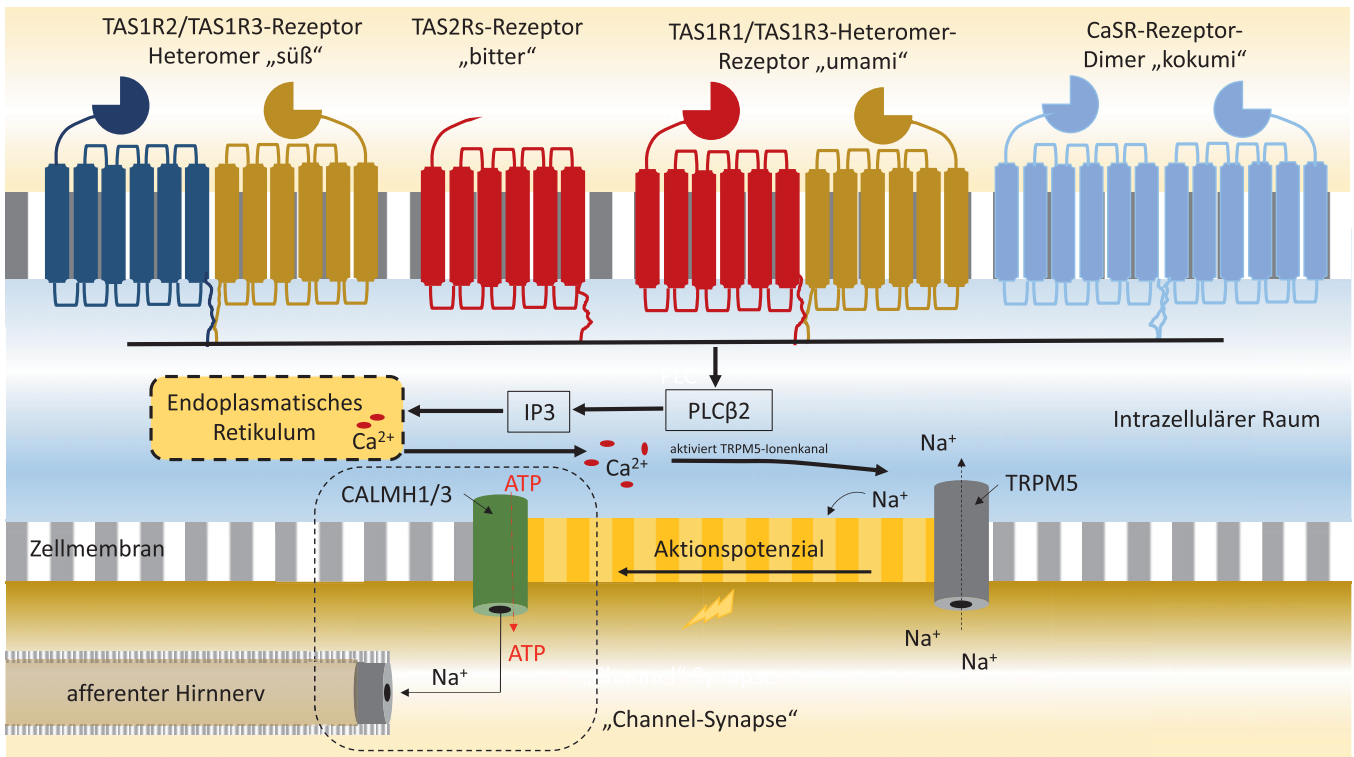 TAS1R2/TAS1R3-Rezeptor
Heteromer „süß“
TAS2Rs-Rezeptor
„bitter“
TAS1R1/TAS1R3-Heteromer-
Rezeptor „umami“
CaSR-Rezeptor-
Dimer „kokumi“
PLC
Endoplasmatisches
Retikulum
Ca²⁺
IP3
PLCβ2
Intrazellulärer Raum
Ca²⁺
aktiviert TRPM5-Ionenkanal
Na⁺
CALMH1/3
ATP
Na⁺
TRPM5
Zellmembran
Aktionspotenzial
ATP
Na⁺
Na⁺
afferenter Hirnnerv
Na⁺
„Channel-Synapse“